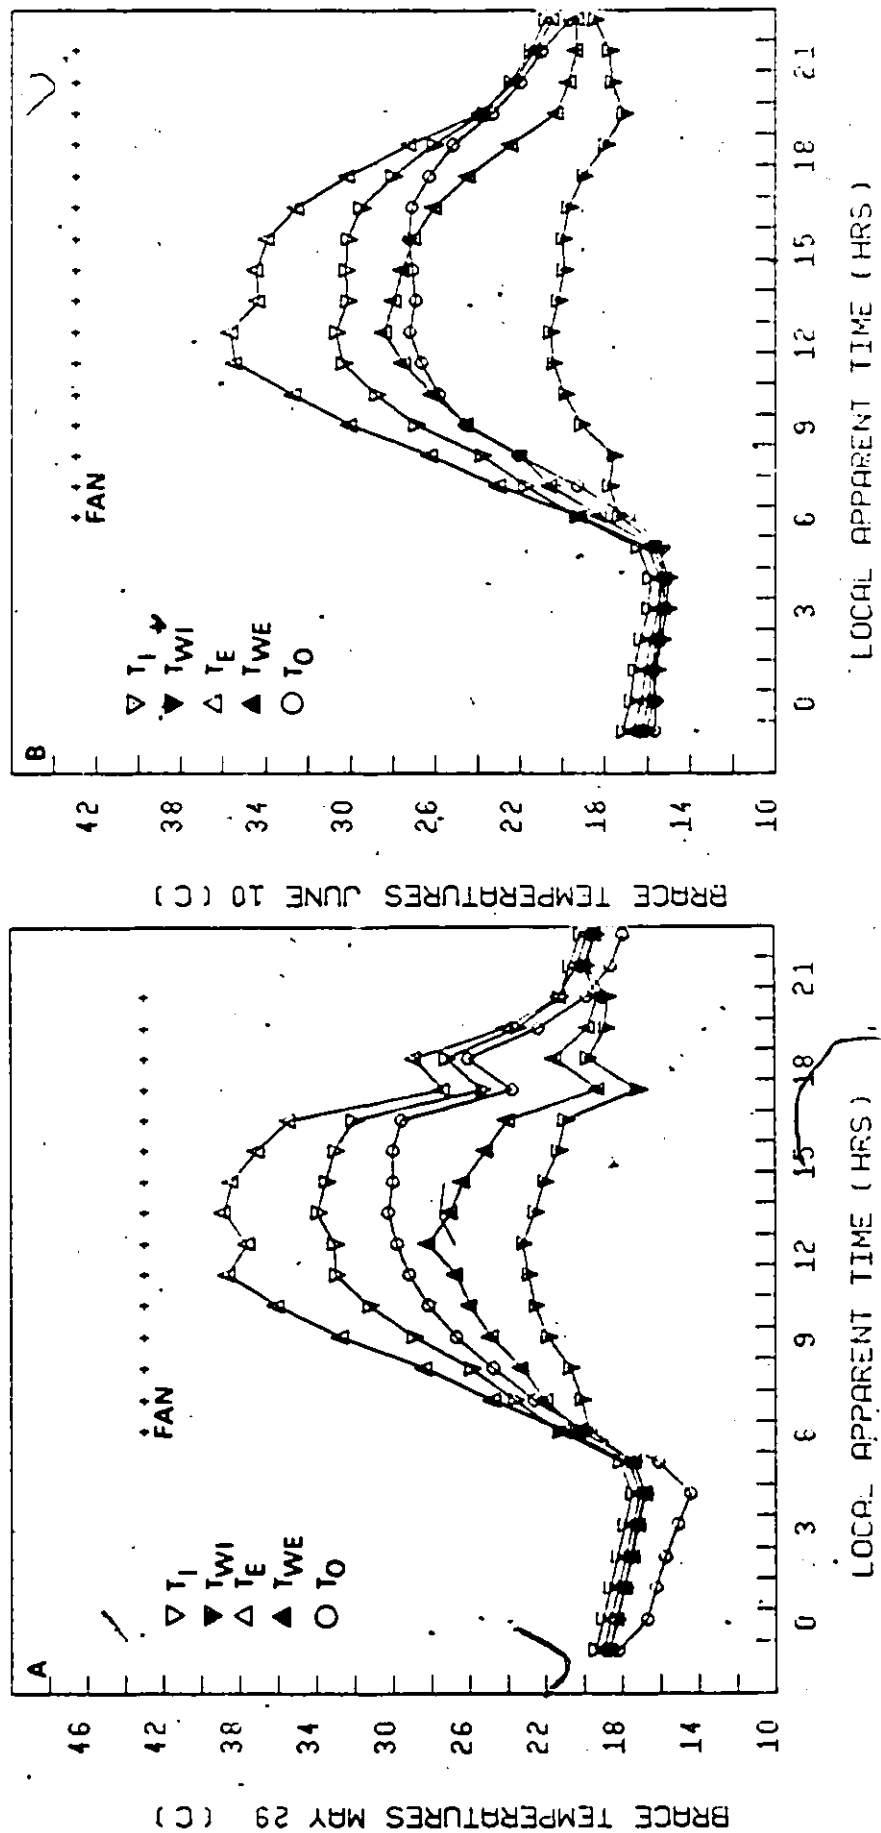 A
FAN
T_I
T_WI
T_E
T_WE
T_O
42
38
34
30
26
22
18
14
10
0 3 6 9 12 15 18 21
LOCAL APPARENT TIME (HRS)
BRACE TEMPERATURES MAY 29 (C)
B
FAN
T_I
T_WI
T_E
T_WE
T_O
42
38
34
30
26
22
18
14
10
0 3 6 9 12 15 18 21
LOCAL APPARENT TIME (HRS)
BRACE TEMPERATURES JUNE 10 (C)